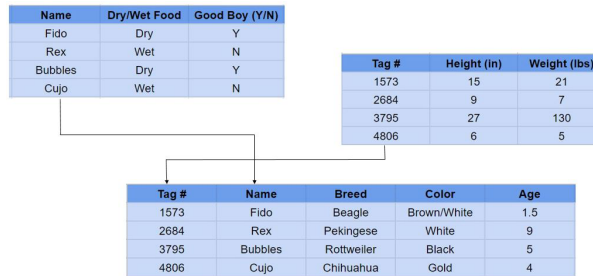 Name Dry/Wet Food Good Boy (Y/N)
Fido Dry Y
Rex Wet N
Bubbles Dry Y
Cujo Wet N
Tag # Height (in) Weight (lbs)
1573 15 21
2684 9 7
3795 27 130
4806 6 5
Tag # Name Breed Color Age
1573 Fido Beagle Brown/White 1.5
2684 Rex Pekingese White 9
3795 Bubbles Rottweiler Black 5
4806 Cujo Chihuahua Gold 4